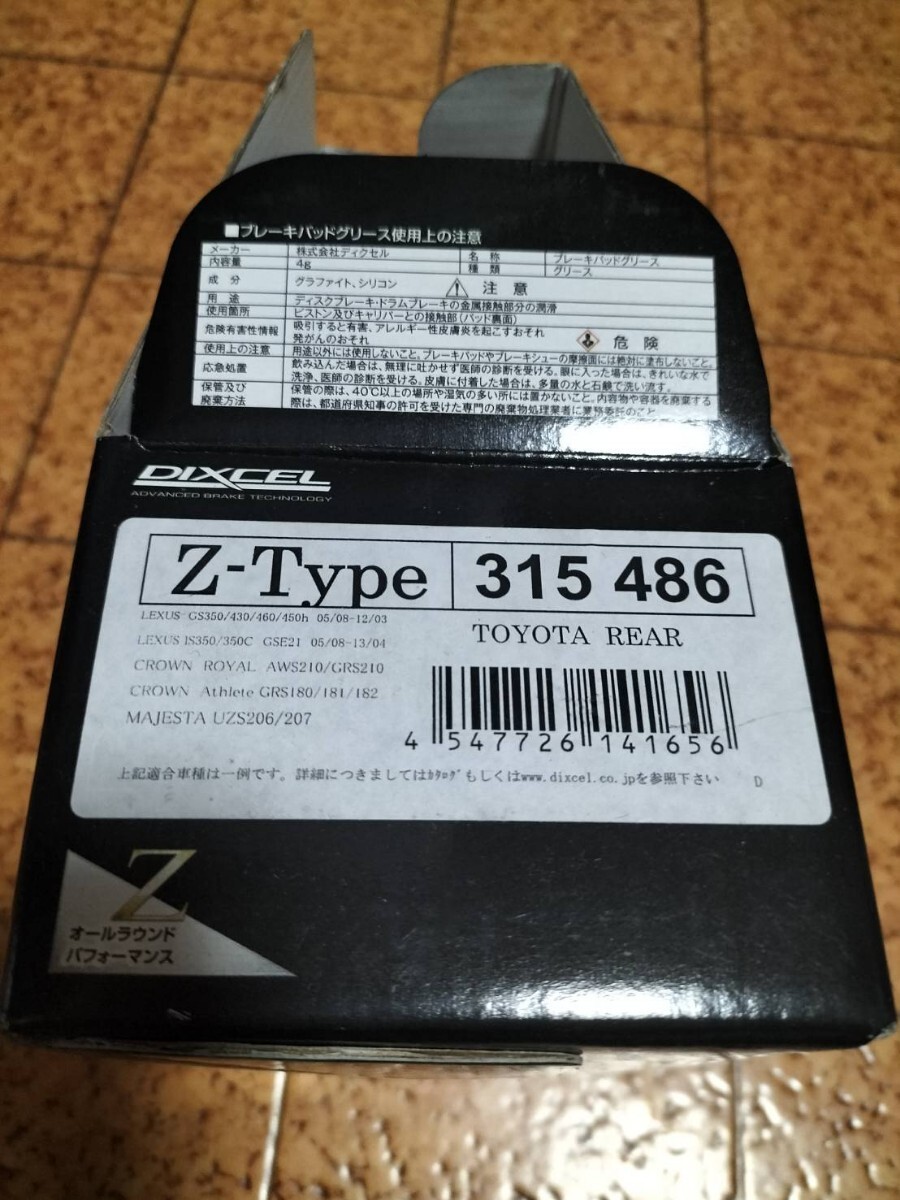 ■ブレーキパッドグリース使用上の注意
メーカー 株式会社ディクセル 名 称 ブレーキパッドグリース
内容量 4g 種 類 グリース
成 分 グラファイト、シリコン 注 意
用 途 ディスクブレーキ・ドラムブレーキの金属接触部分の潤滑
使用箇所 ピストン及びキャリパーとの接触部(パッド裏面)
危険有害性情報 吸引すると有害、アレルギー性皮膚炎を起こすおそれ
発がんのおそれ 危 険
使用上の注意 用途以外には使用しないこと。ブレーキパッドやブレーキシューの摩擦面には絶対に塗布しないこと。
応急処置 飲み込んだ場合は、無理に吐かせず医師の診断を受ける。眼に入った場合は、きれいな水で
洗浄、医師の診断を受ける。皮膚に付着した場合は、多量の水と石鹸で洗い流す。
保管及び 保管の際は、40℃以上の場所や湿気の多い所には置かないこと。内容物や容器を廃棄する
廃棄方法 際は、都道府県知事の許可を受けた専門の廃棄物処理業者に業務委託のこと
DIXCEL
ADVANCED BRAKE TECHNOLOGY
Z-Type 315 486
LEXUS GS350/430/460/450h 05/08-12/03
LEXUS IS350/350C GSE21 05/08-13/04
TOYOTA REAR
CROWN ROYAL AWS210/GRS210
CROWN Athlete GRS180/181/182
MAJESTA UZS206/207
4 547726 141656
上記適合車種は一例です。詳細につきましてはｶﾀﾛｸﾞもしくはwww.dixcel.co.jpを参照下さい D
Z
オールラウンド
パフォーマンス